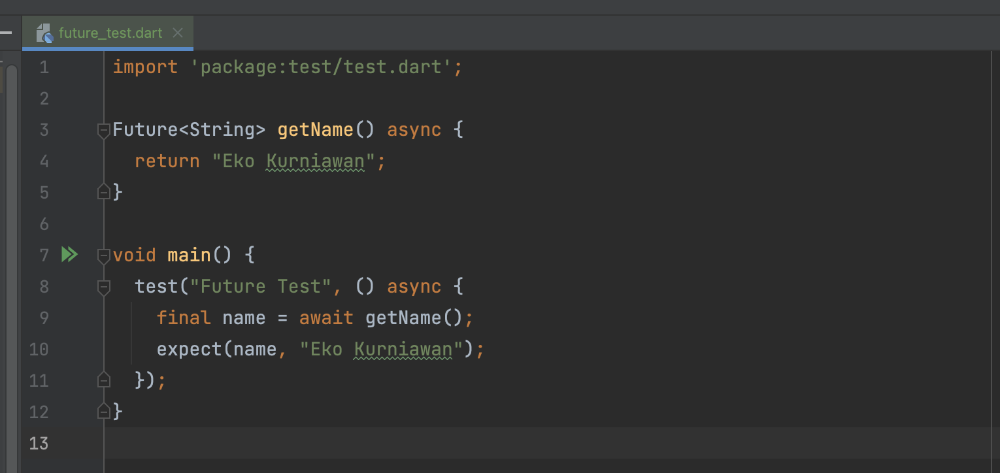 future_test.dart
1 import 'package:test/test.dart';
2
3 Future<String> getName() async {
4   return "Eko Kurniawan";
5 }
6
7 void main() {
8   test("Future Test", () async {
9     final name = await getName();
10     expect(name, "Eko Kurniawan");
11   });
12 }
13